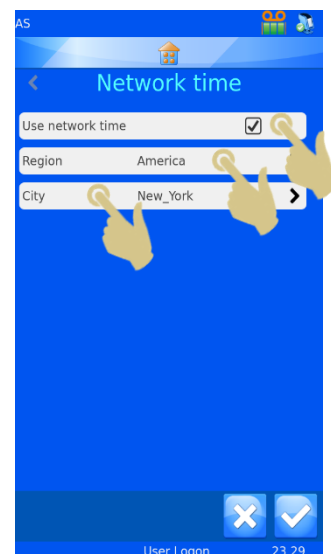 AS
Network time
Use network time
Region America
City New_York
User Logon 23 29